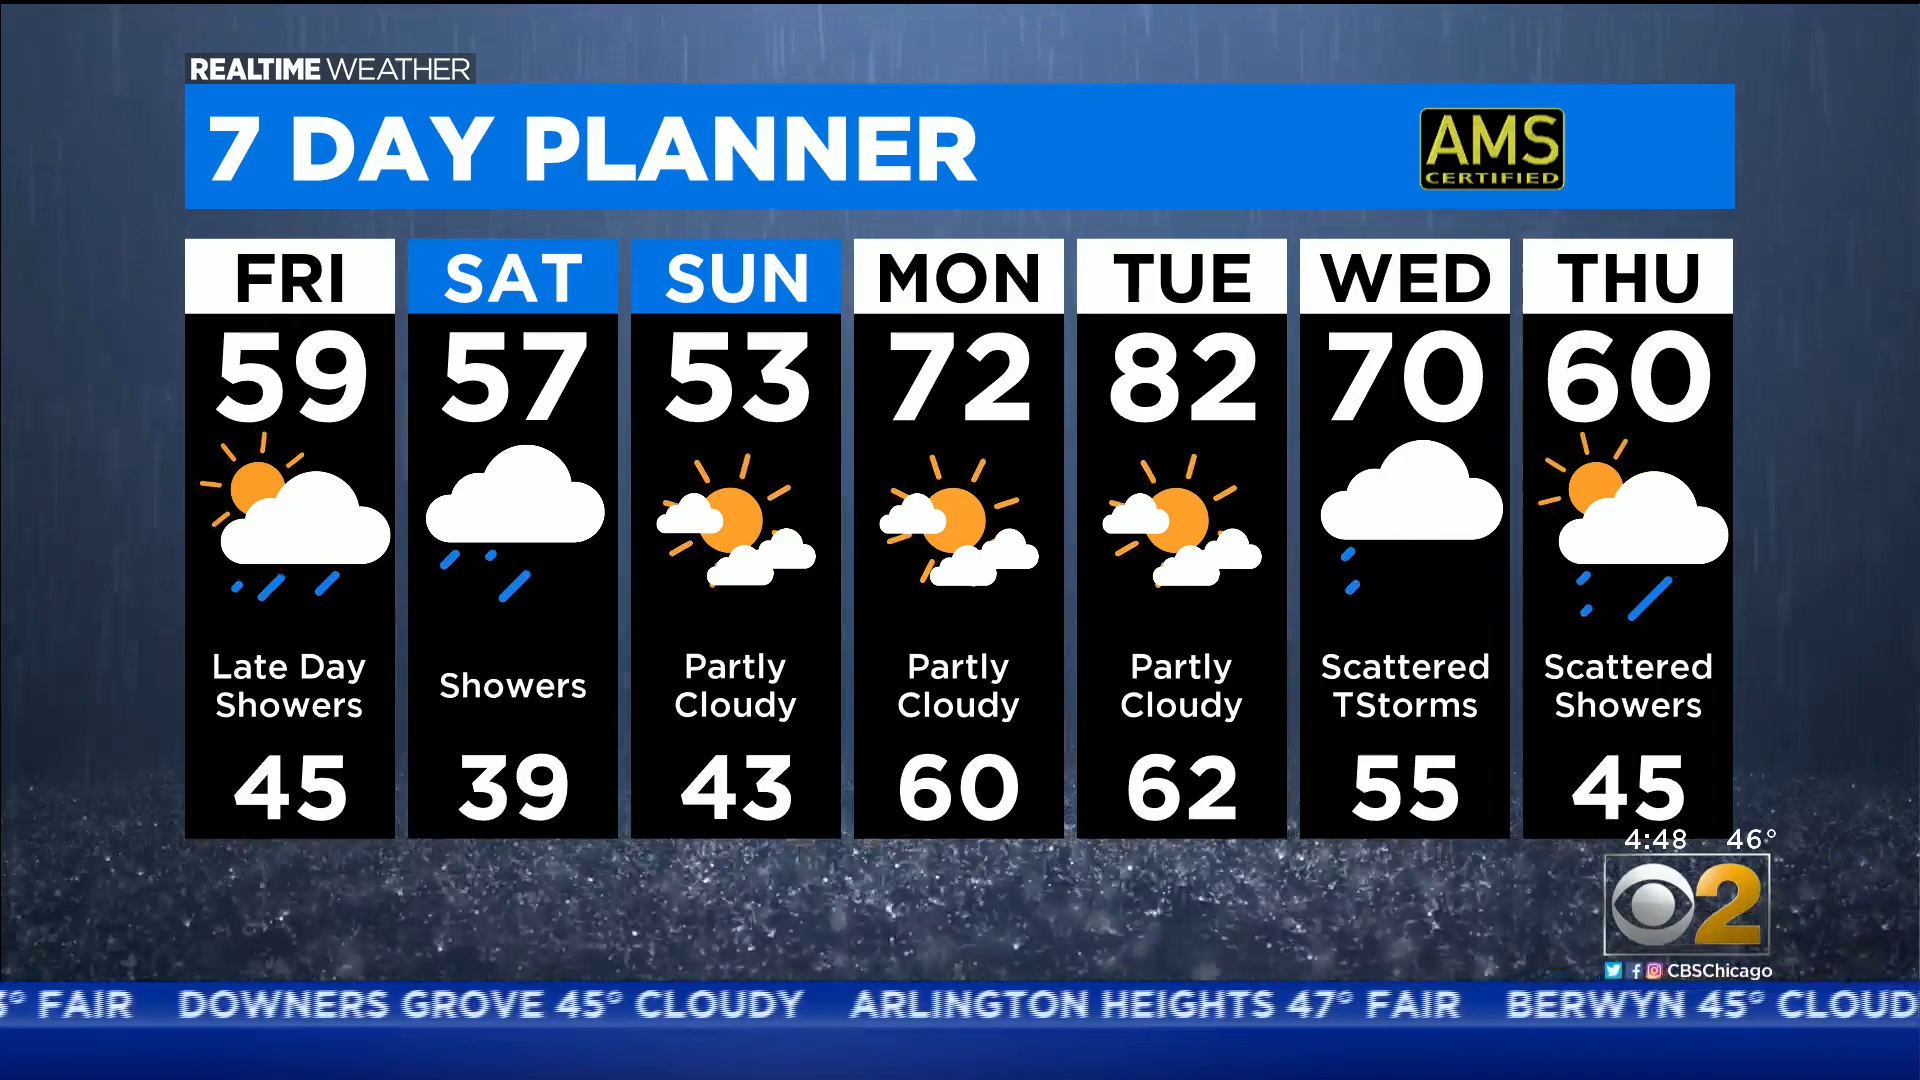 REALTIME WEATHER
7 DAY PLANNER
AMS
CERTIFIED
FRI SAT SUN MON TUE WED THU
59 57 53 72 82 70 60
Late Day
Showers
Showers
Partly
Cloudy
Partly
Cloudy
Partly
Cloudy
Scattered
TStorms
Scattered
Showers
45 39 43 60 62 55 45
4:48 46°
2
CBSChicago
° FAIR DOWNERS GROVE 45° CLOUDY ARLINGTON HEIGHTS 47° FAIR BERWYN 45° CLOUD